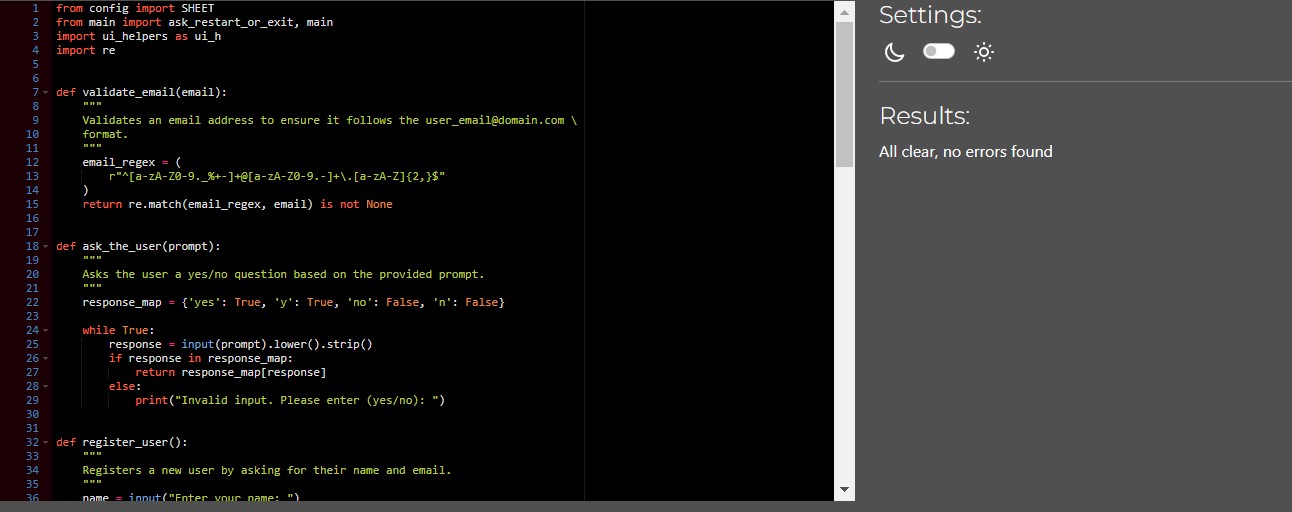 1 from config import SHEET
2 from main import ask_restart_or_exit, main
3 import ui_helpers as ui_h
4 import re
5
6
7 def validate_email(email):
8     """
9     Validates an email address to ensure it follows the user_email@domain.com \
10     format.
11     """
12     email_regex = (
13         r"^[a-zA-Z0-9._%+-]+@[a-zA-Z0-9.-]+\.[a-zA-Z]{2,}$"
14     )
15     return re.match(email_regex, email) is not None
16
17
18 def ask_the_user(prompt):
19     """
20     Asks the user a yes/no question based on the provided prompt.
21     """
22     response_map = {'yes': True, 'y': True, 'no': False, 'n': False}
23
24     while True:
25         response = input(prompt).lower().strip()
26         if response in response_map:
27             return response_map[response]
28         else:
29             print("Invalid input. Please enter (yes/no): ")
30
31
32 def register_user():
33     """
34     Registers a new user by asking for their name and email.
35     """
36     name = input("Enter your name: ")
Settings:
Results:
All clear, no errors found